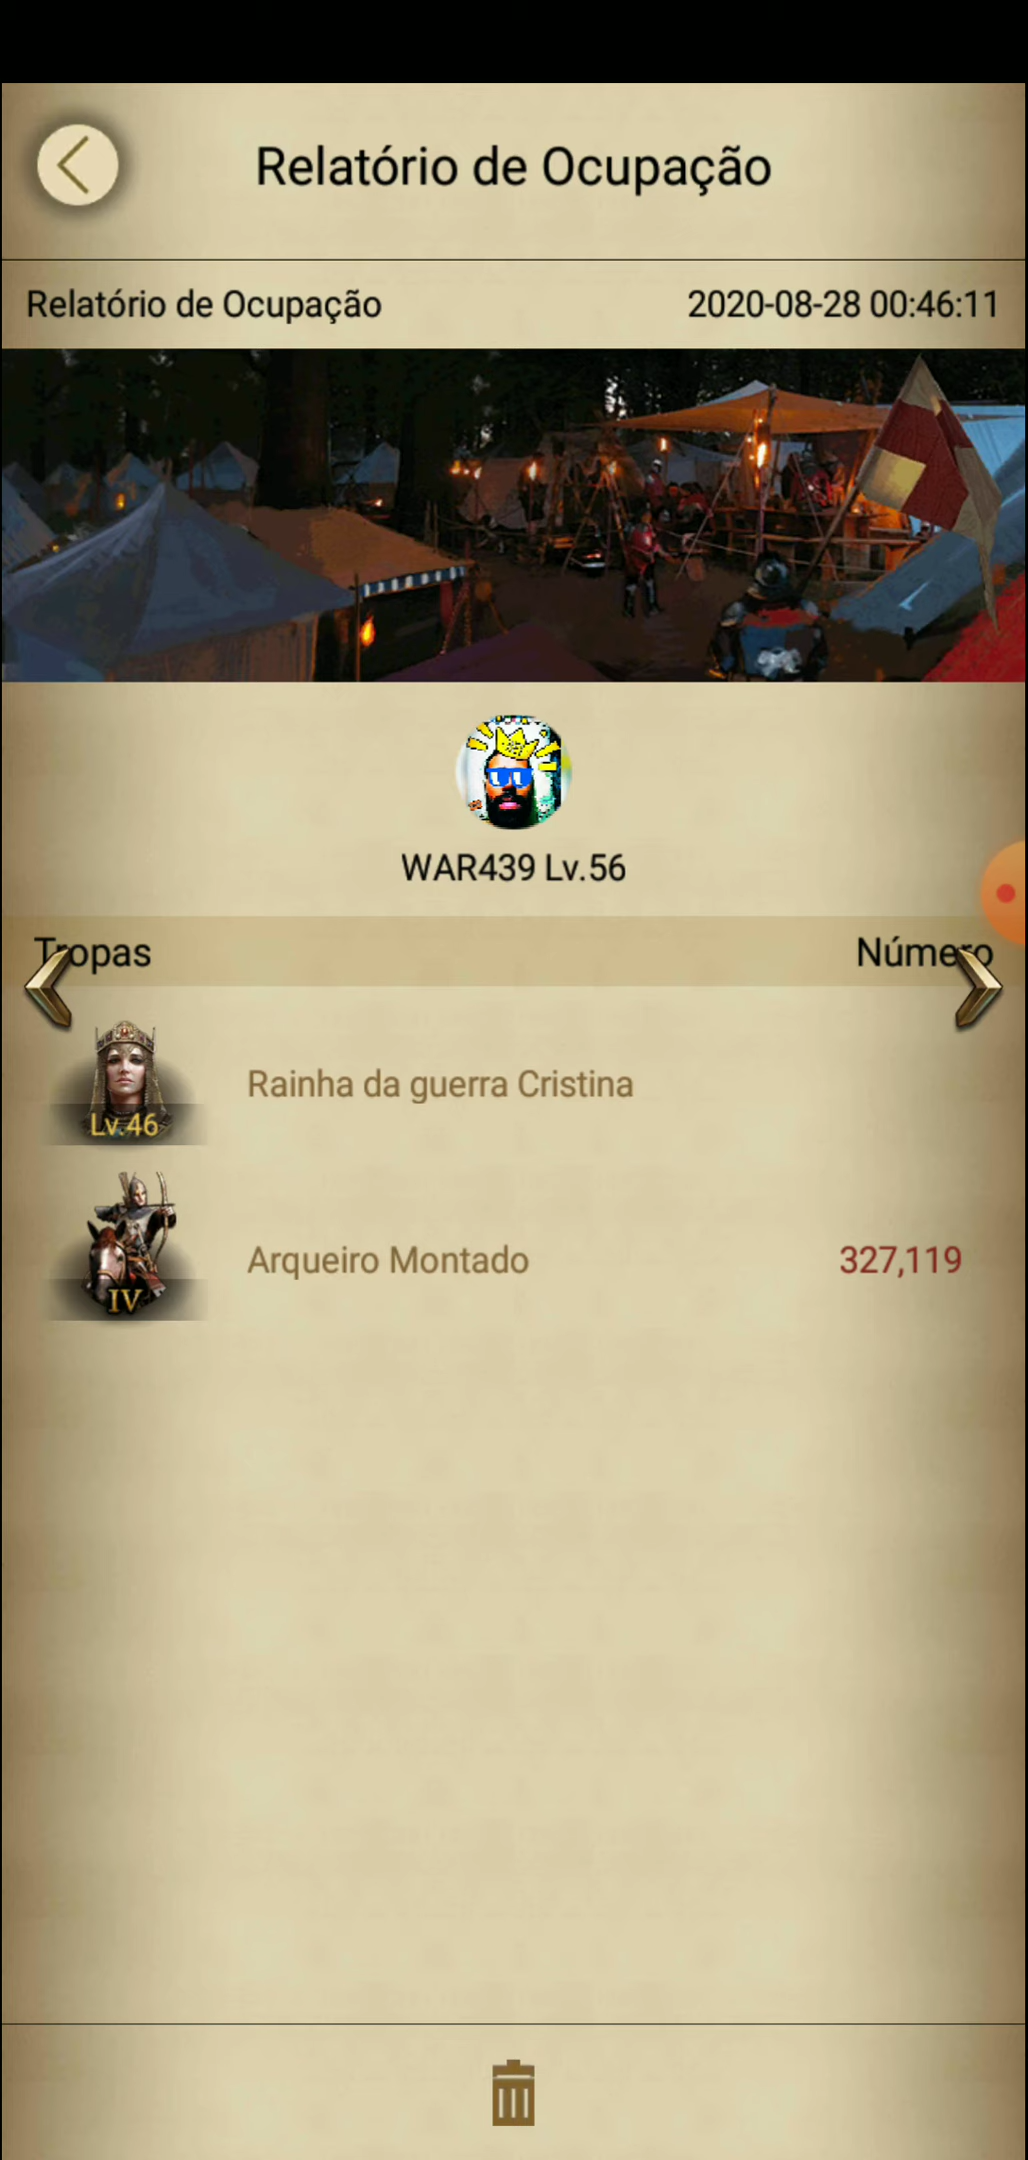 Relatório de Ocupação
Relatório de Ocupação 2020-08-28 00:46:11
WAR439 Lv.56
Tropas Número
Lv.46 Rainha da guerra Cristina
IV Arqueiro Montado 327,119